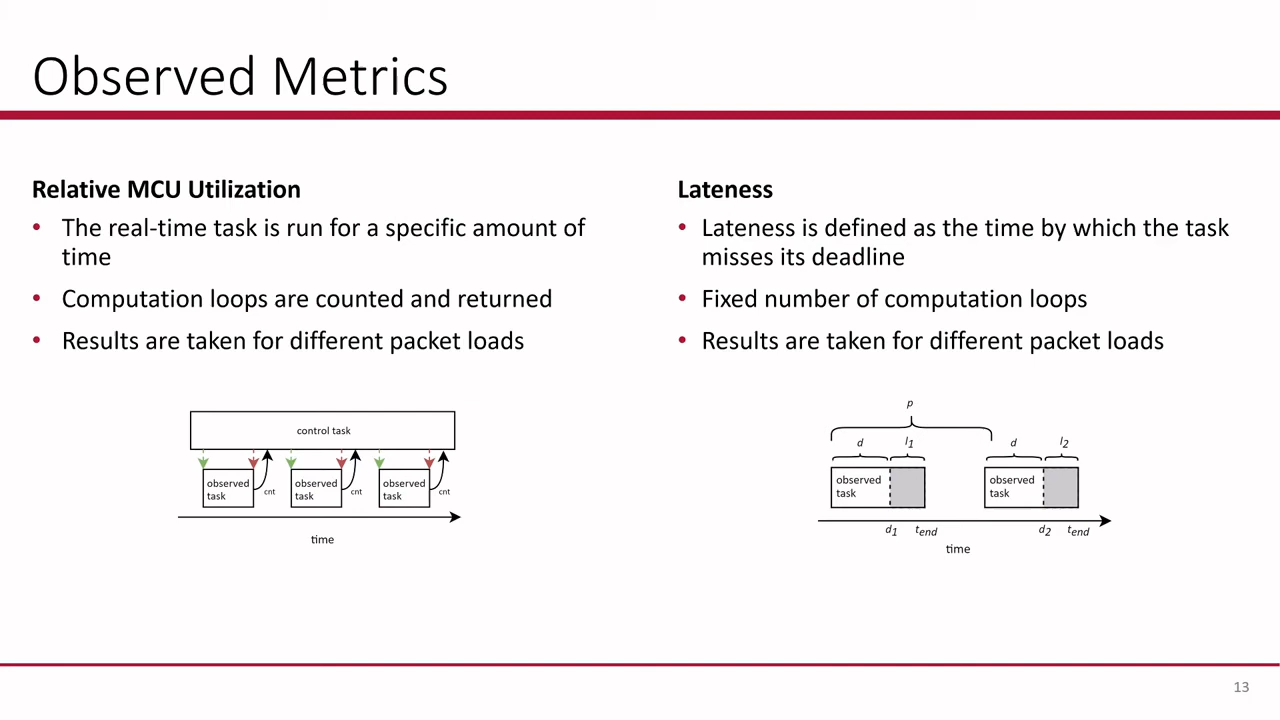 Observed Metrics
Relative MCU Utilization
• The real-time task is run for a specific amount of
time
• Computation loops are counted and returned
• Results are taken for different packet loads
control task
observed
task
cnt
observed
task
cnt
observed
task
cnt
time
Lateness
• Lateness is defined as the time by which the task
misses its deadline
• Fixed number of computation loops
• Results are taken for different packet loads
p
d l1 d l2
observed
task
observed
task
d1 tend d2 tend
time
13